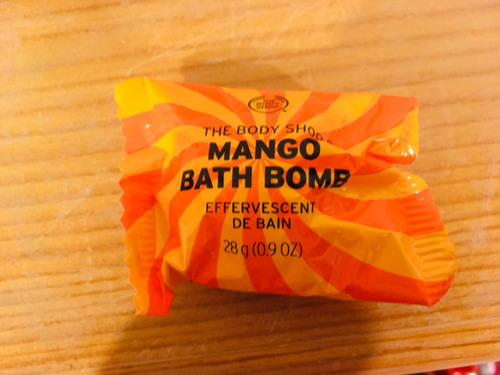 THE BODY SHOP
MANGO
BATH BOMB
EFFERVESCENT
DE BAIN
28 g (0.9 OZ)